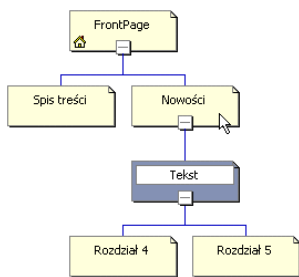 FrontPage
Spis treści
Nowości
Tekst
Rozdział 4
Rozdział 5